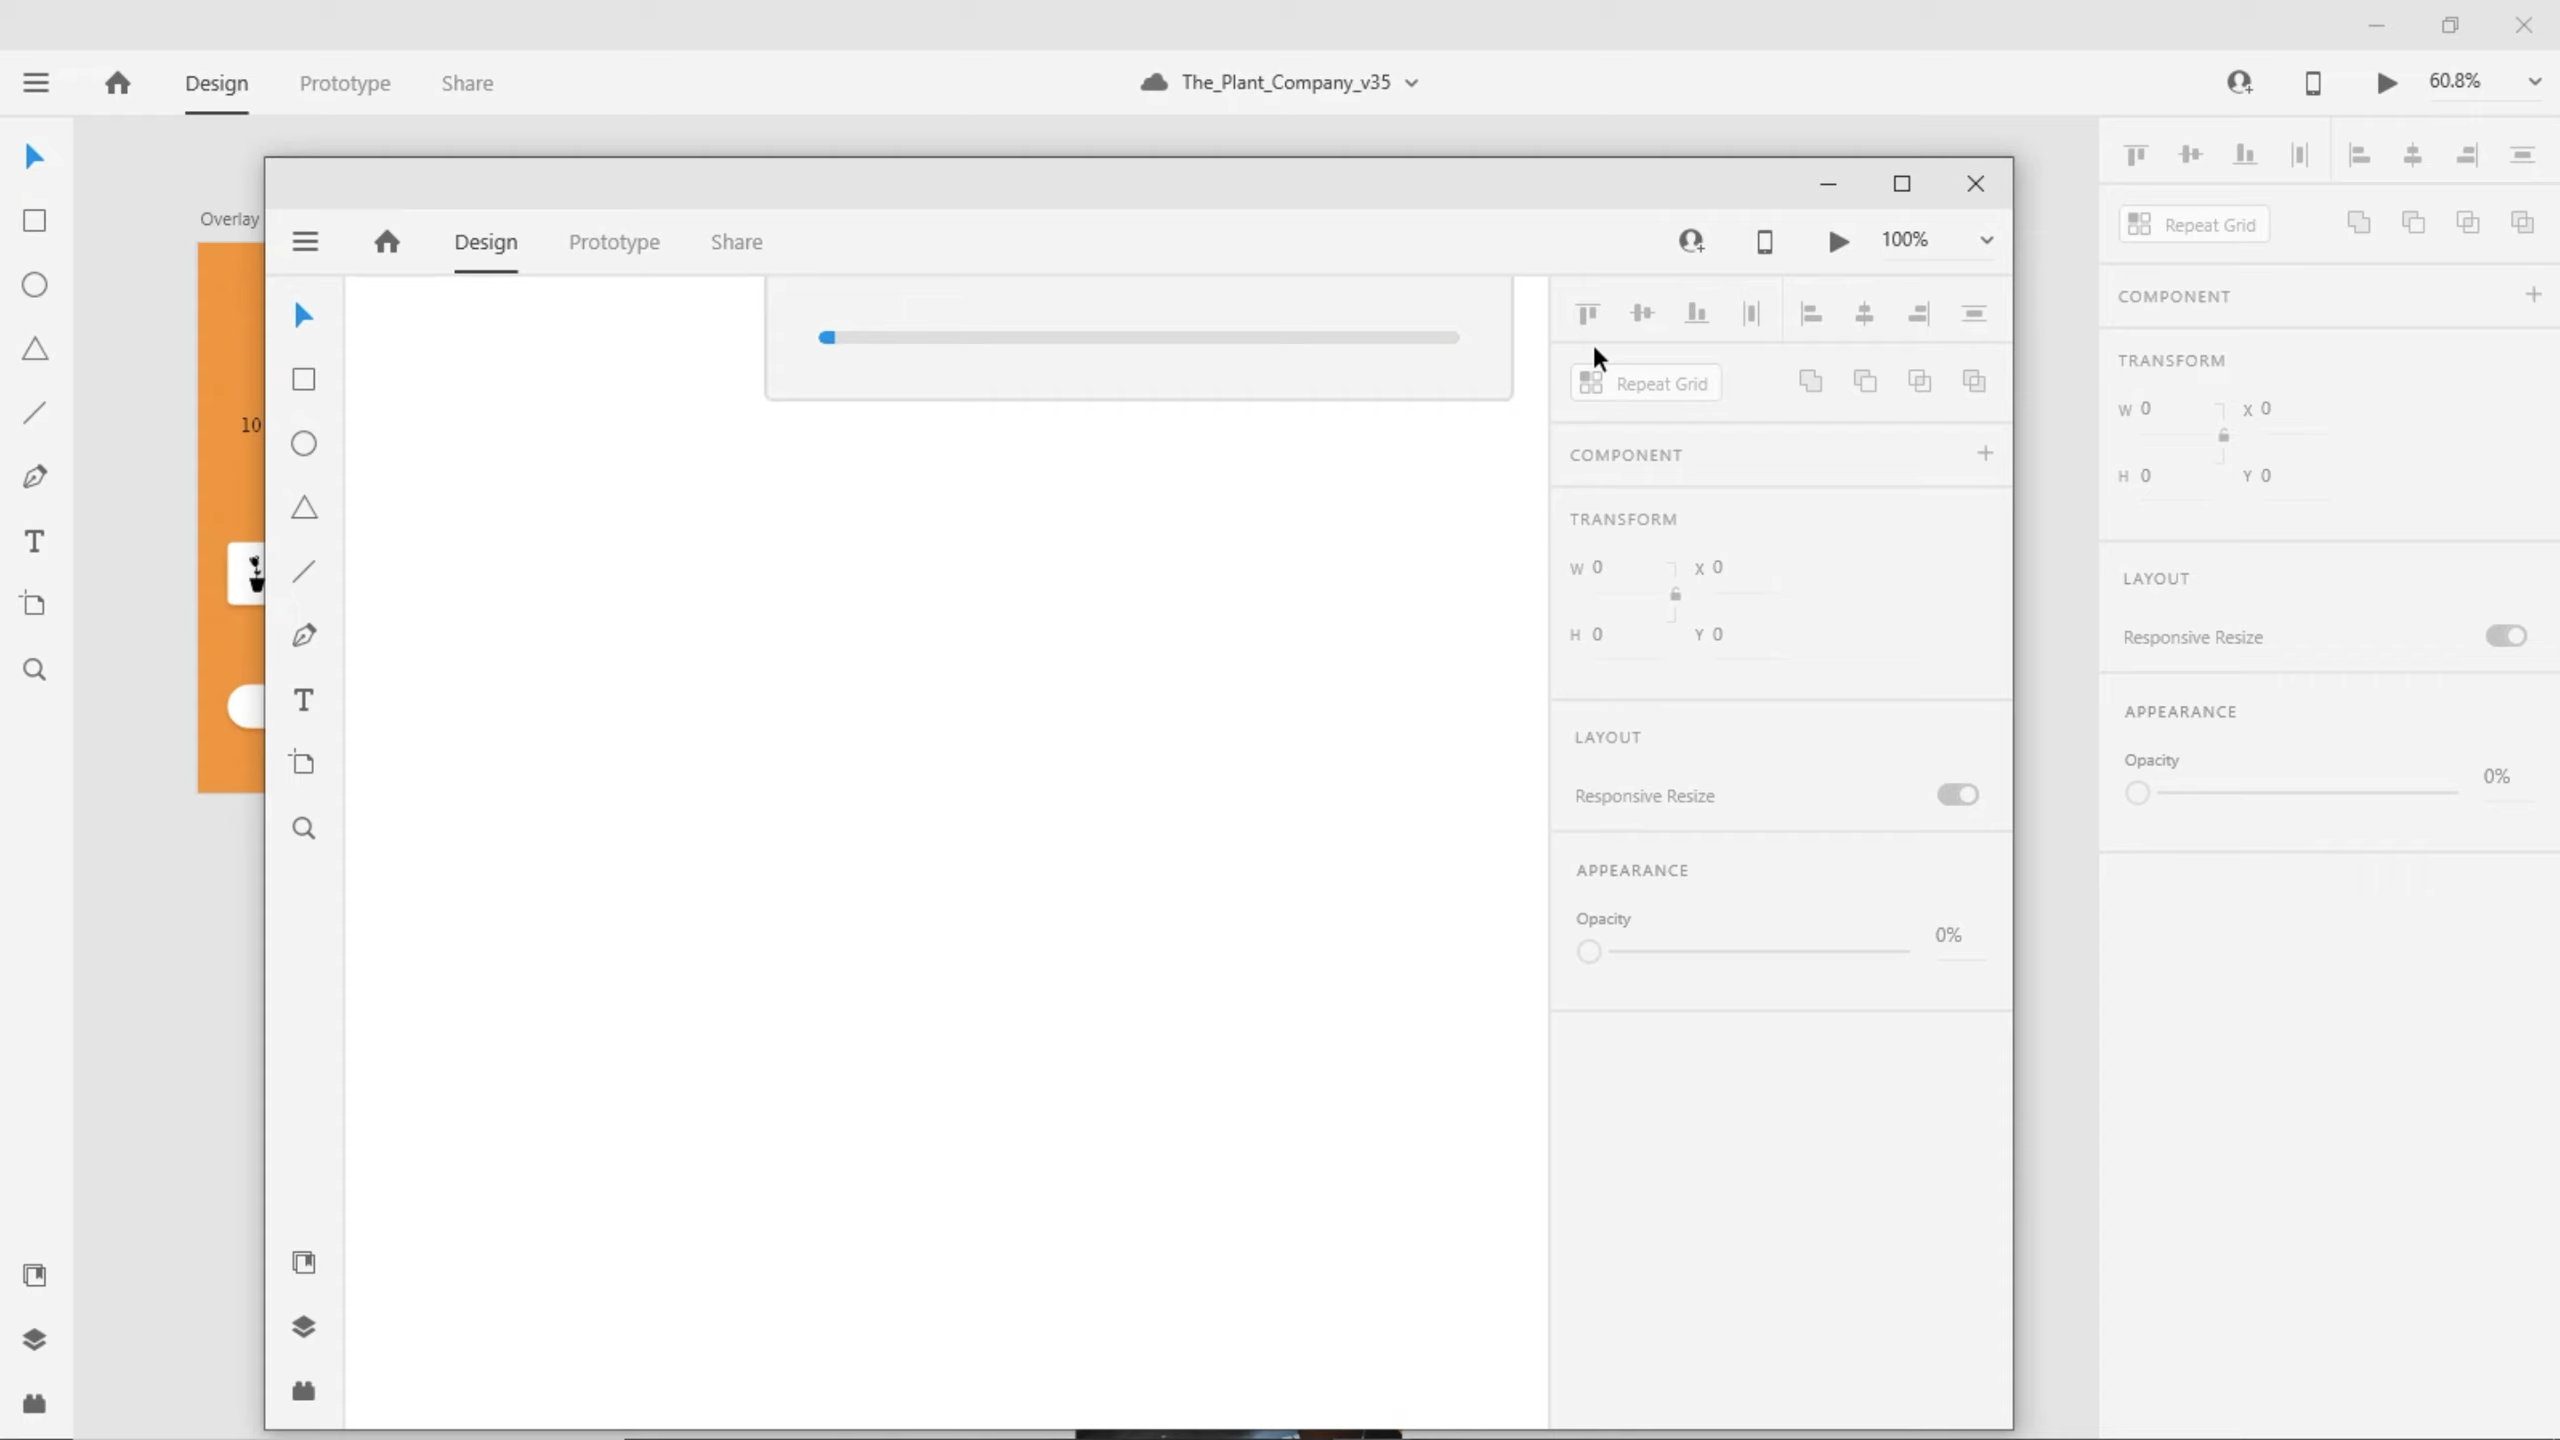 Design Prototype Share The_Plant_Company_v35 60.8%
Overlay
10
Design Prototype Share 100%
Repeat Grid
COMPONENT
TRANSFORM
W 0 X 0
H 0 Y 0
LAYOUT
Responsive Resize
APPEARANCE
Opacity
0%
Repeat Grid
COMPONENT
TRANSFORM
W 0 X 0
H 0 Y 0
LAYOUT
Responsive Resize
APPEARANCE
Opacity
0%